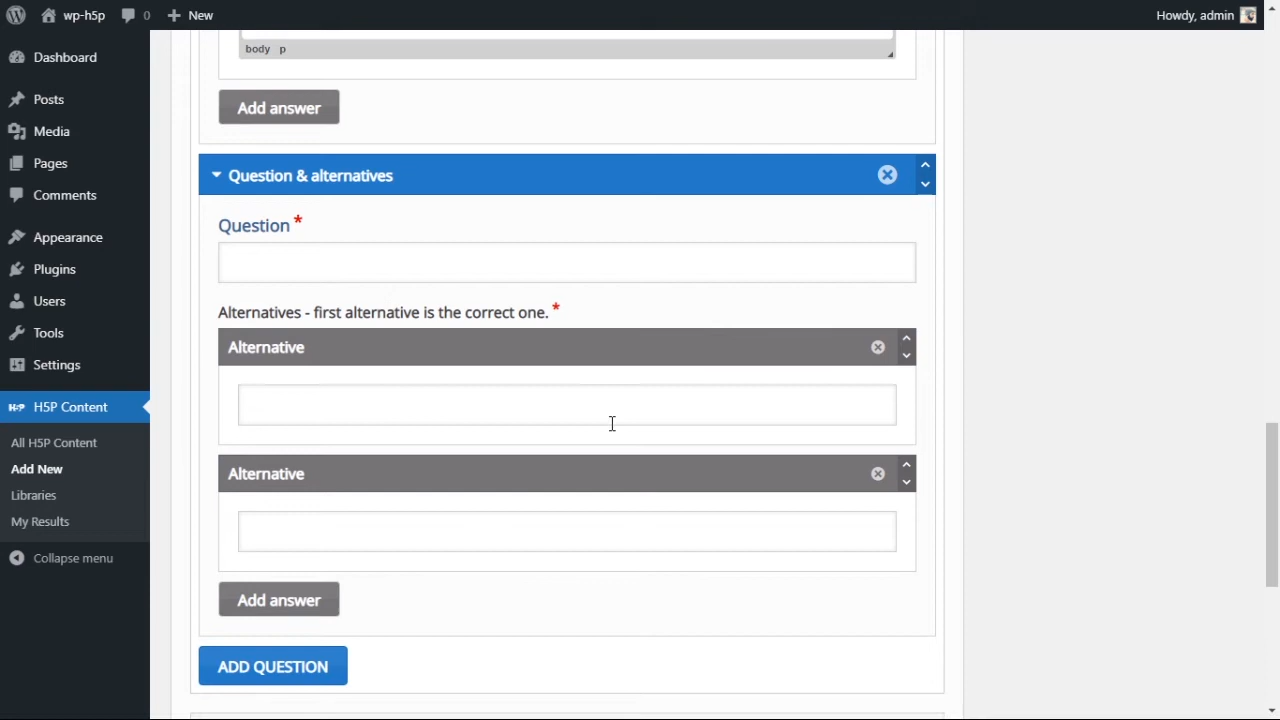 wp-h5p
0
New
Howdy, admin
Dashboard
Posts
Media
Pages
Comments
Appearance
Plugins
Users
Tools
Settings
H5P H5P Content
All H5P Content
Add New
Libraries
My Results
Collapse menu
body p
Add answer
Question & alternatives
Question *
Alternatives - first alternative is the correct one. *
Alternative
Alternative
Add answer
ADD QUESTION